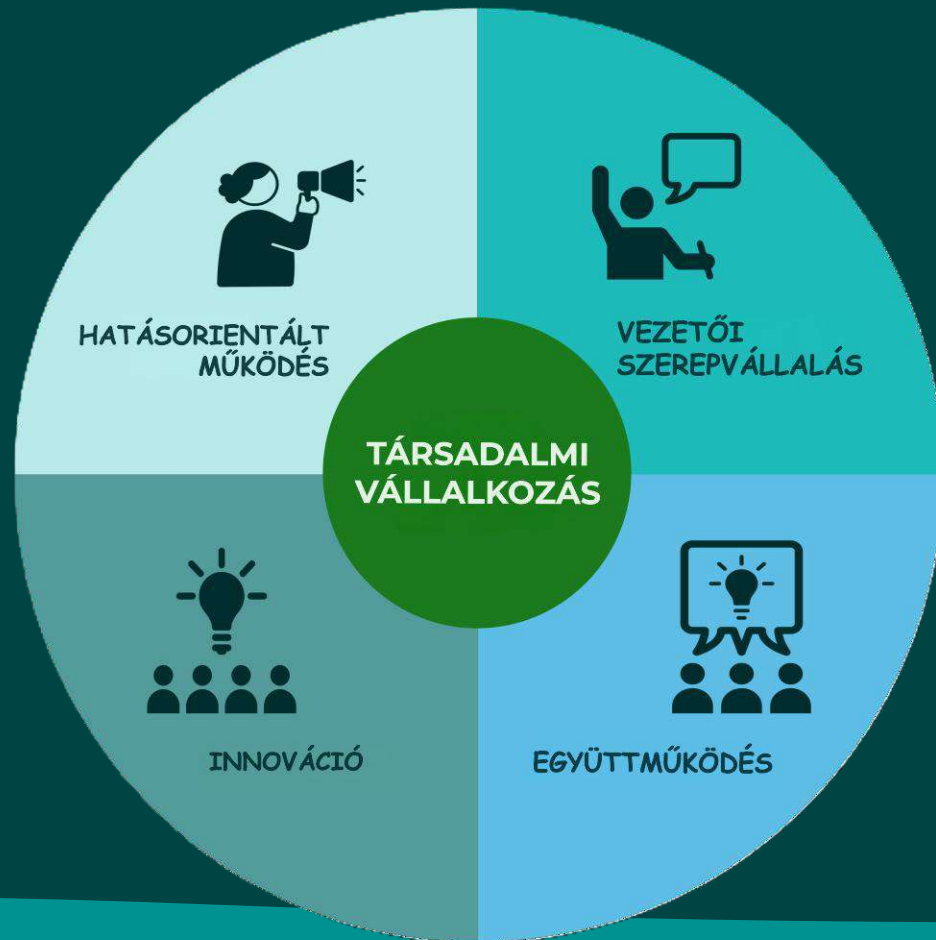 HATÁSORIENTÁLT
MŰKÖDÉS
VEZETŐI
SZEREPVÁLLALÁS
TÁRSADALMI
VÁLLALKOZÁS
INNOVÁCIÓ
EGYÜTTMŰKÖDÉS